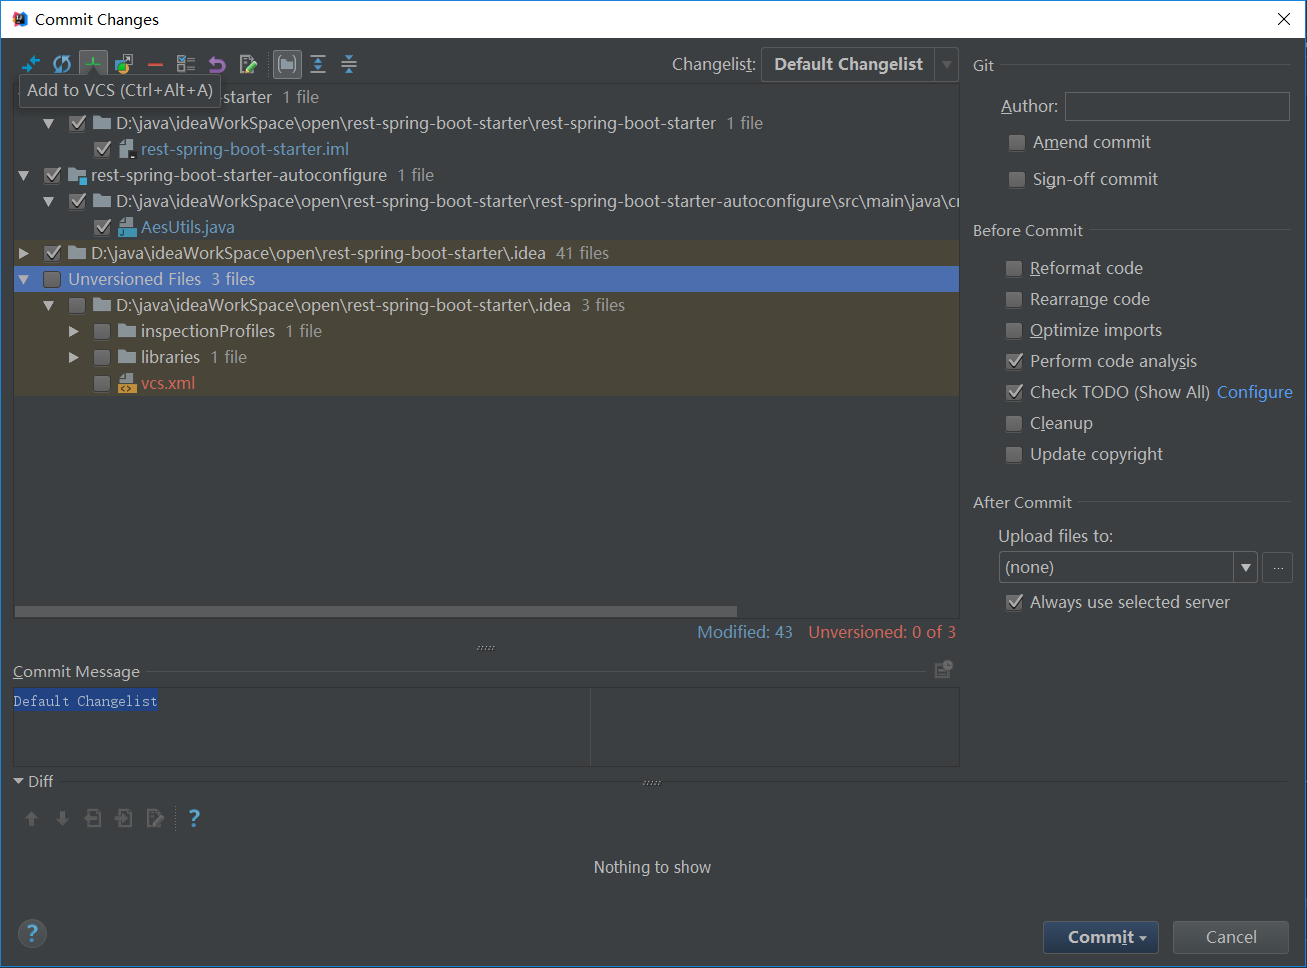 Commit Changes
Changelist: Default Changelist
Add to VCS (Ctrl+Alt+A)
-starter 1 file
D:\java\ideaWorkSpace\open\rest-spring-boot-starter\rest-spring-boot-starter 1 file
rest-spring-boot-starter.iml
rest-spring-boot-starter-autoconfigure 1 file
D:\java\ideaWorkSpace\open\rest-spring-boot-starter\rest-spring-boot-starter-autoconfigure\src\main\java\cn
AesUtils.java
D:\java\ideaWorkSpace\open\rest-spring-boot-starter\.idea 41 files
Unversioned Files 3 files
D:\java\ideaWorkSpace\open\rest-spring-boot-starter\.idea 3 files
inspectionProfiles 1 file
libraries 1 file
vcs.xml
Modified: 43 Unversioned: 0 of 3
Commit Message
Default Changelist
Git
Author:
Amend commit
Sign-off commit
Before Commit
Reformat code
Rearrange code
Optimize imports
Perform code analysis
Check TODO (Show All) Configure
Cleanup
Update copyright
After Commit
Upload files to:
(none)
...
Always use selected server
Diff
?
Nothing to show
?
Commit
Cancel